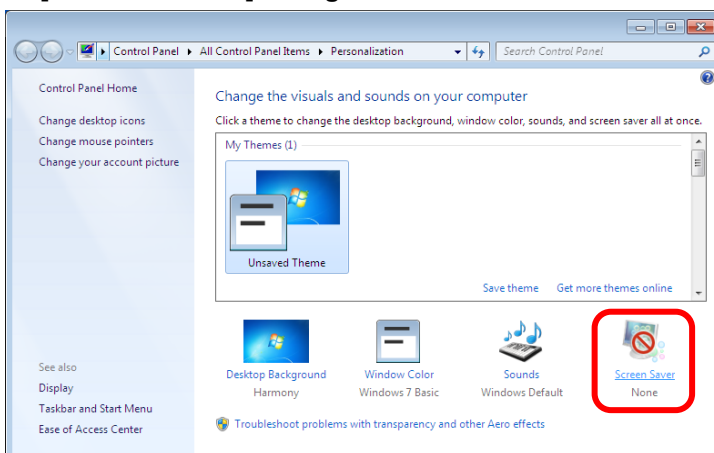 Control Panel ▸ All Control Panel Items ▸ Personalization
Search Control Panel
Control Panel Home
Change desktop icons
Change mouse pointers
Change your account picture
Change the visuals and sounds on your computer
Click a theme to change the desktop background, window color, sounds, and screen saver all at once.
My Themes (1)
Unsaved Theme
Save theme Get more themes online
Desktop Background
Harmony
Window Color
Windows 7 Basic
Sounds
Windows Default
Screen Saver
None
See also
Display
Taskbar and Start Menu
Ease of Access Center
Troubleshoot problems with transparency and other Aero effects